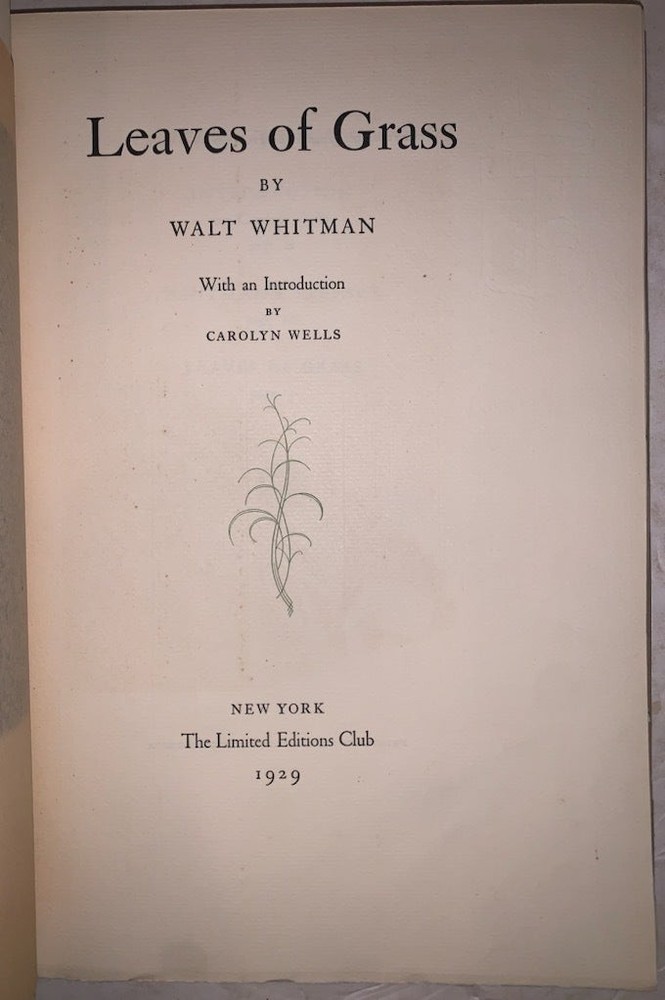 Leaves of Grass
BY
WALT WHITMAN
With an Introduction
BY
CAROLYN WELLS
NEW YORK
The Limited Editions Club
1929